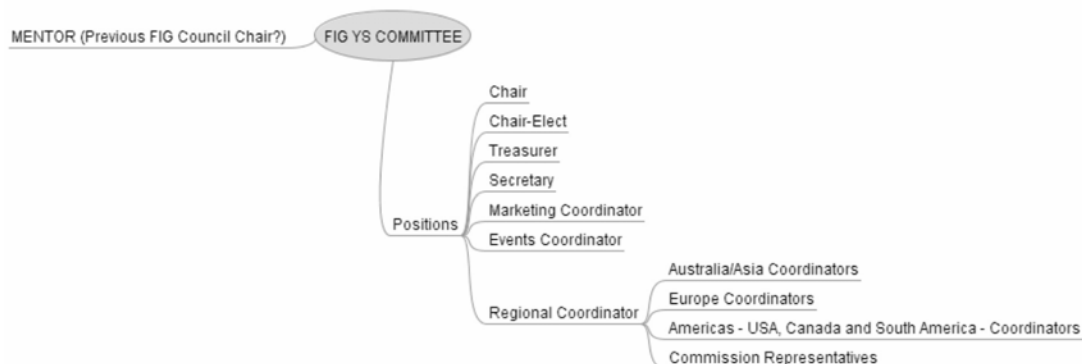 MENTOR (Previous FIG Council Chair?)
FIG YS COMMITTEE
Chair
Chair-Elect
Treasurer
Secretary
Marketing Coordinator
Positions
Events Coordinator
Australia/Asia Coordinators
Europe Coordinators
Regional Coordinator
Americas - USA, Canada and South America - Coordinators
Commission Representatives